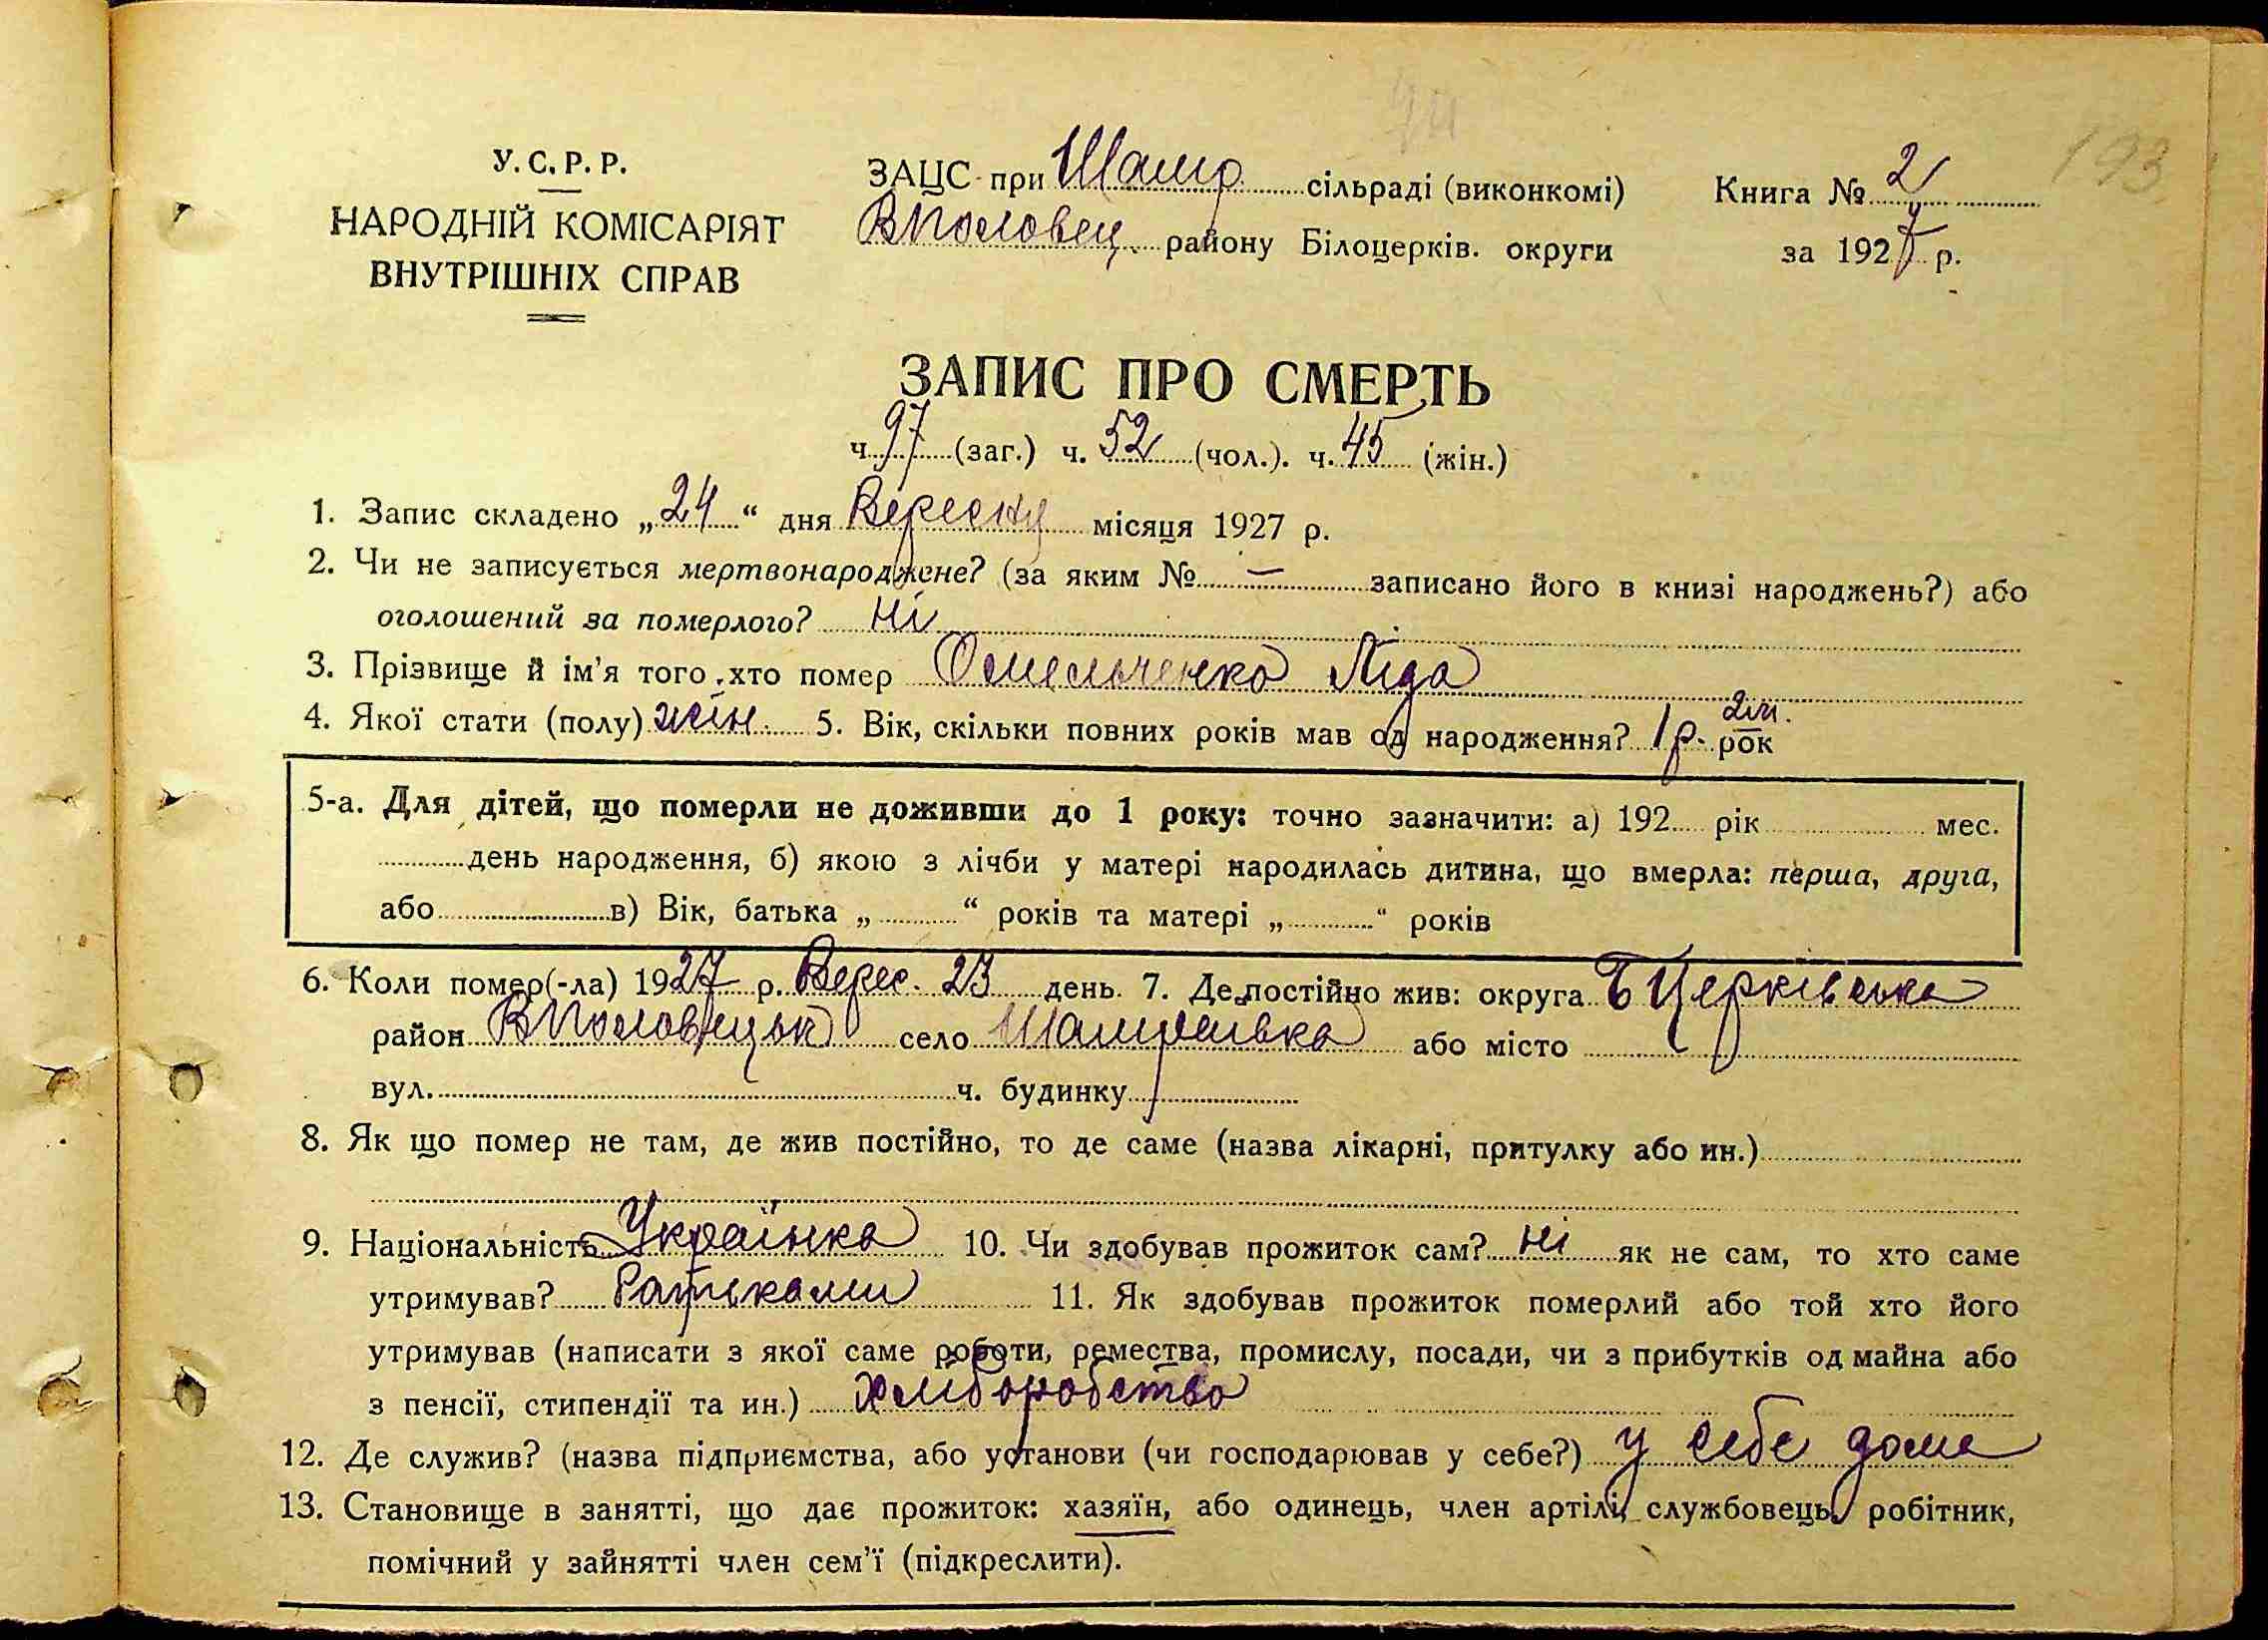 193
У. С. Р. Р.
НАРОДНІЙ КОМІСАРІЯТ
ВНУТРІШНІХ СПРАВ
ЗАЦС при Шамр. сільраді (виконкомі)
ВПоловец. району Білоцерків. округи
Книга № 2
за 1927 р.
ЗАПИС ПРО СМЕРТЬ
ч. 97 (заг.) ч. 52 (чол.). ч. 45 (жін.)
1. Запис складено „24“ дня Вересня місяця 1927 р.
2. Чи не записується мертвонароджене? (за яким № — записано його в книзі народжень?) або
оголошений за померлого? ні
3. Прізвище й ім’я того, хто помер Омельченко Ліда
4. Якої стати (полу) жін. 5. Вік, скільки повних років мав од народження? 1 р. 2 м. рок
5-а. Для дітей, що померли не доживши до 1 року: точно зазначити: а) 192 рік мес.
день народження, б) якою з лічби у матері народилась дитина, що вмерла: перша, друга,
або в) Вік, батька „ “ років та матері „ “ років
6. Коли помер(-ла) 1927 р. Верес. 23 день. 7. Де постійно жив: округа БЦерківська
район ВПоловецьк село Шамраївка або місто
вул. ч. будинку
8. Як що помер не там, де жив постійно, то де саме (назва лікарні, притулку або ин.)
9. Національність Українка 10. Чи здобував прожиток сам? ні як не сам, то хто саме
утримував? Батьками 11. Як здобував прожиток померлий або той хто його
утримував (написати з якої саме роботи, ремества, промислу, посади, чи з прибутків од майна або
з пенсії, стипендії та ин.) хліборобство
12. Де служив? (назва підприємства, або установи (чи господарював у себе?) у себе дома
13. Становище в занятті, що дає прожиток: хазяїн, або одинець, член артілі, службовець, робітник,
помічний у зайнятті член сем’ї (підкреслити).